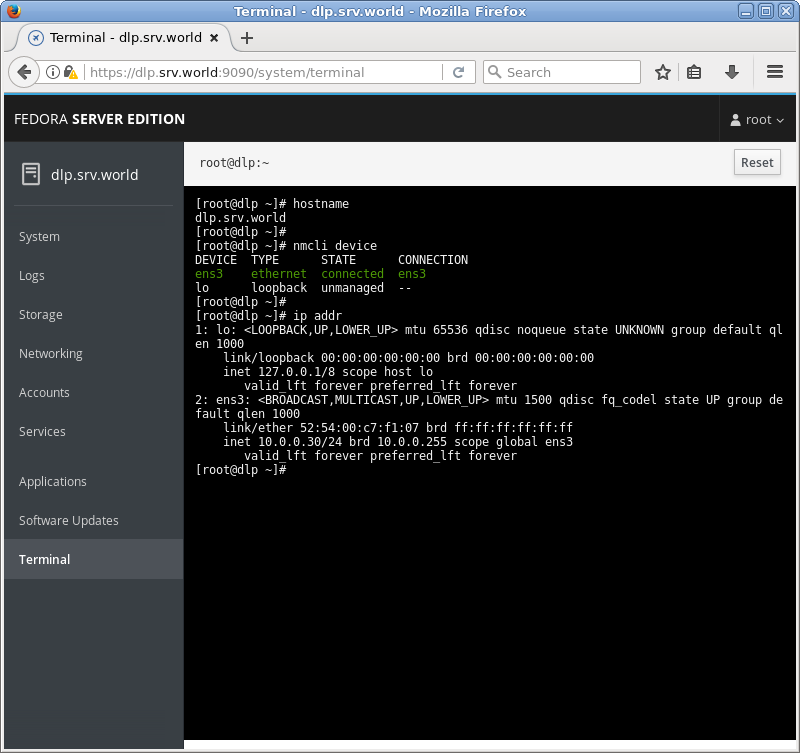 Terminal - dlp.srv.world - Mozilla Firefox
Terminal - dlp.srv.world
https://dlp.srv.world:9090/system/terminal
Search
FEDORA SERVER EDITION
root
dlp.srv.world
System
Logs
Storage
Networking
Accounts
Services
Applications
Software Updates
Terminal
root@dlp:~
Reset
[root@dlp ~]# hostname
dlp.srv.world
[root@dlp ~]#
[root@dlp ~]# nmcli device
DEVICE  TYPE      STATE      CONNECTION
ens3    ethernet  connected  ens3
lo      loopback  unmanaged  --
[root@dlp ~]#
[root@dlp ~]# ip addr
1: lo: <LOOPBACK,UP,LOWER_UP> mtu 65536 qdisc noqueue state UNKNOWN group default ql
en 1000
    link/loopback 00:00:00:00:00:00 brd 00:00:00:00:00:00
    inet 127.0.0.1/8 scope host lo
       valid_lft forever preferred_lft forever
2: ens3: <BROADCAST,MULTICAST,UP,LOWER_UP> mtu 1500 qdisc fq_codel state UP group de
fault qlen 1000
    link/ether 52:54:00:c7:f1:07 brd ff:ff:ff:ff:ff:ff
    inet 10.0.0.30/24 brd 10.0.0.255 scope global ens3
       valid_lft forever preferred_lft forever
[root@dlp ~]#